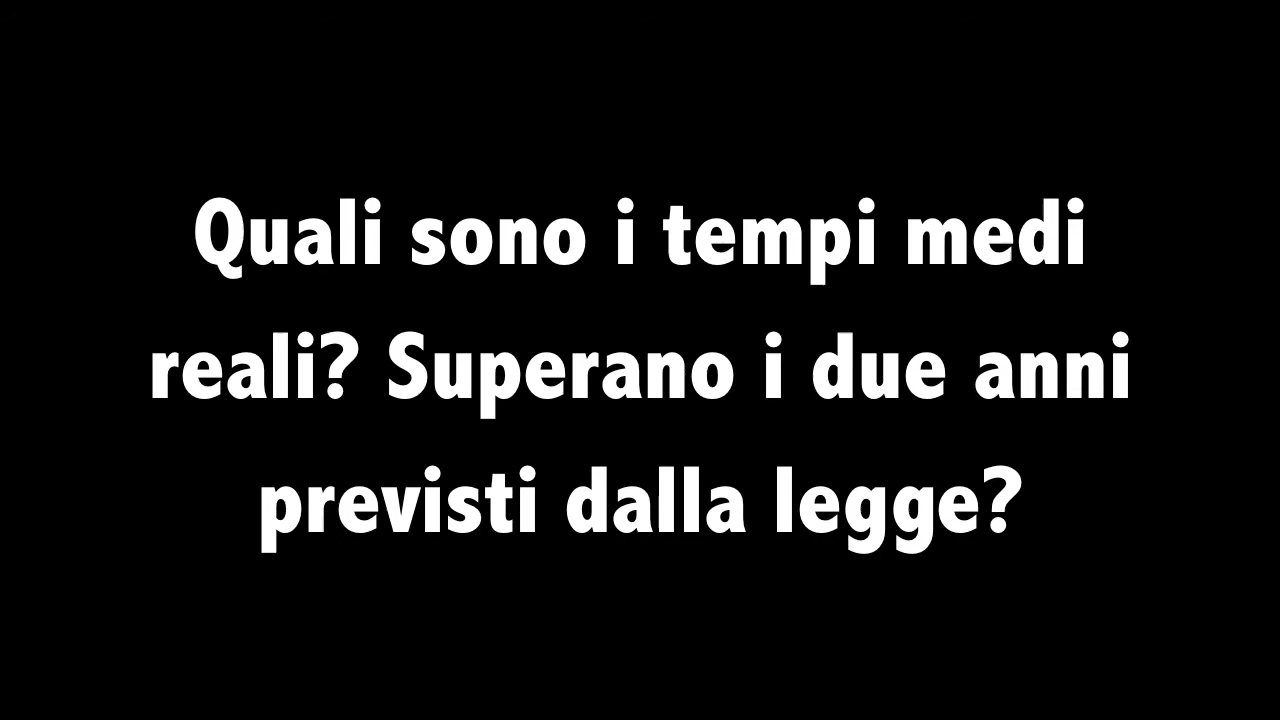 Quali sono i tempi medi
reali? Superano i due anni
previsti dalla legge?